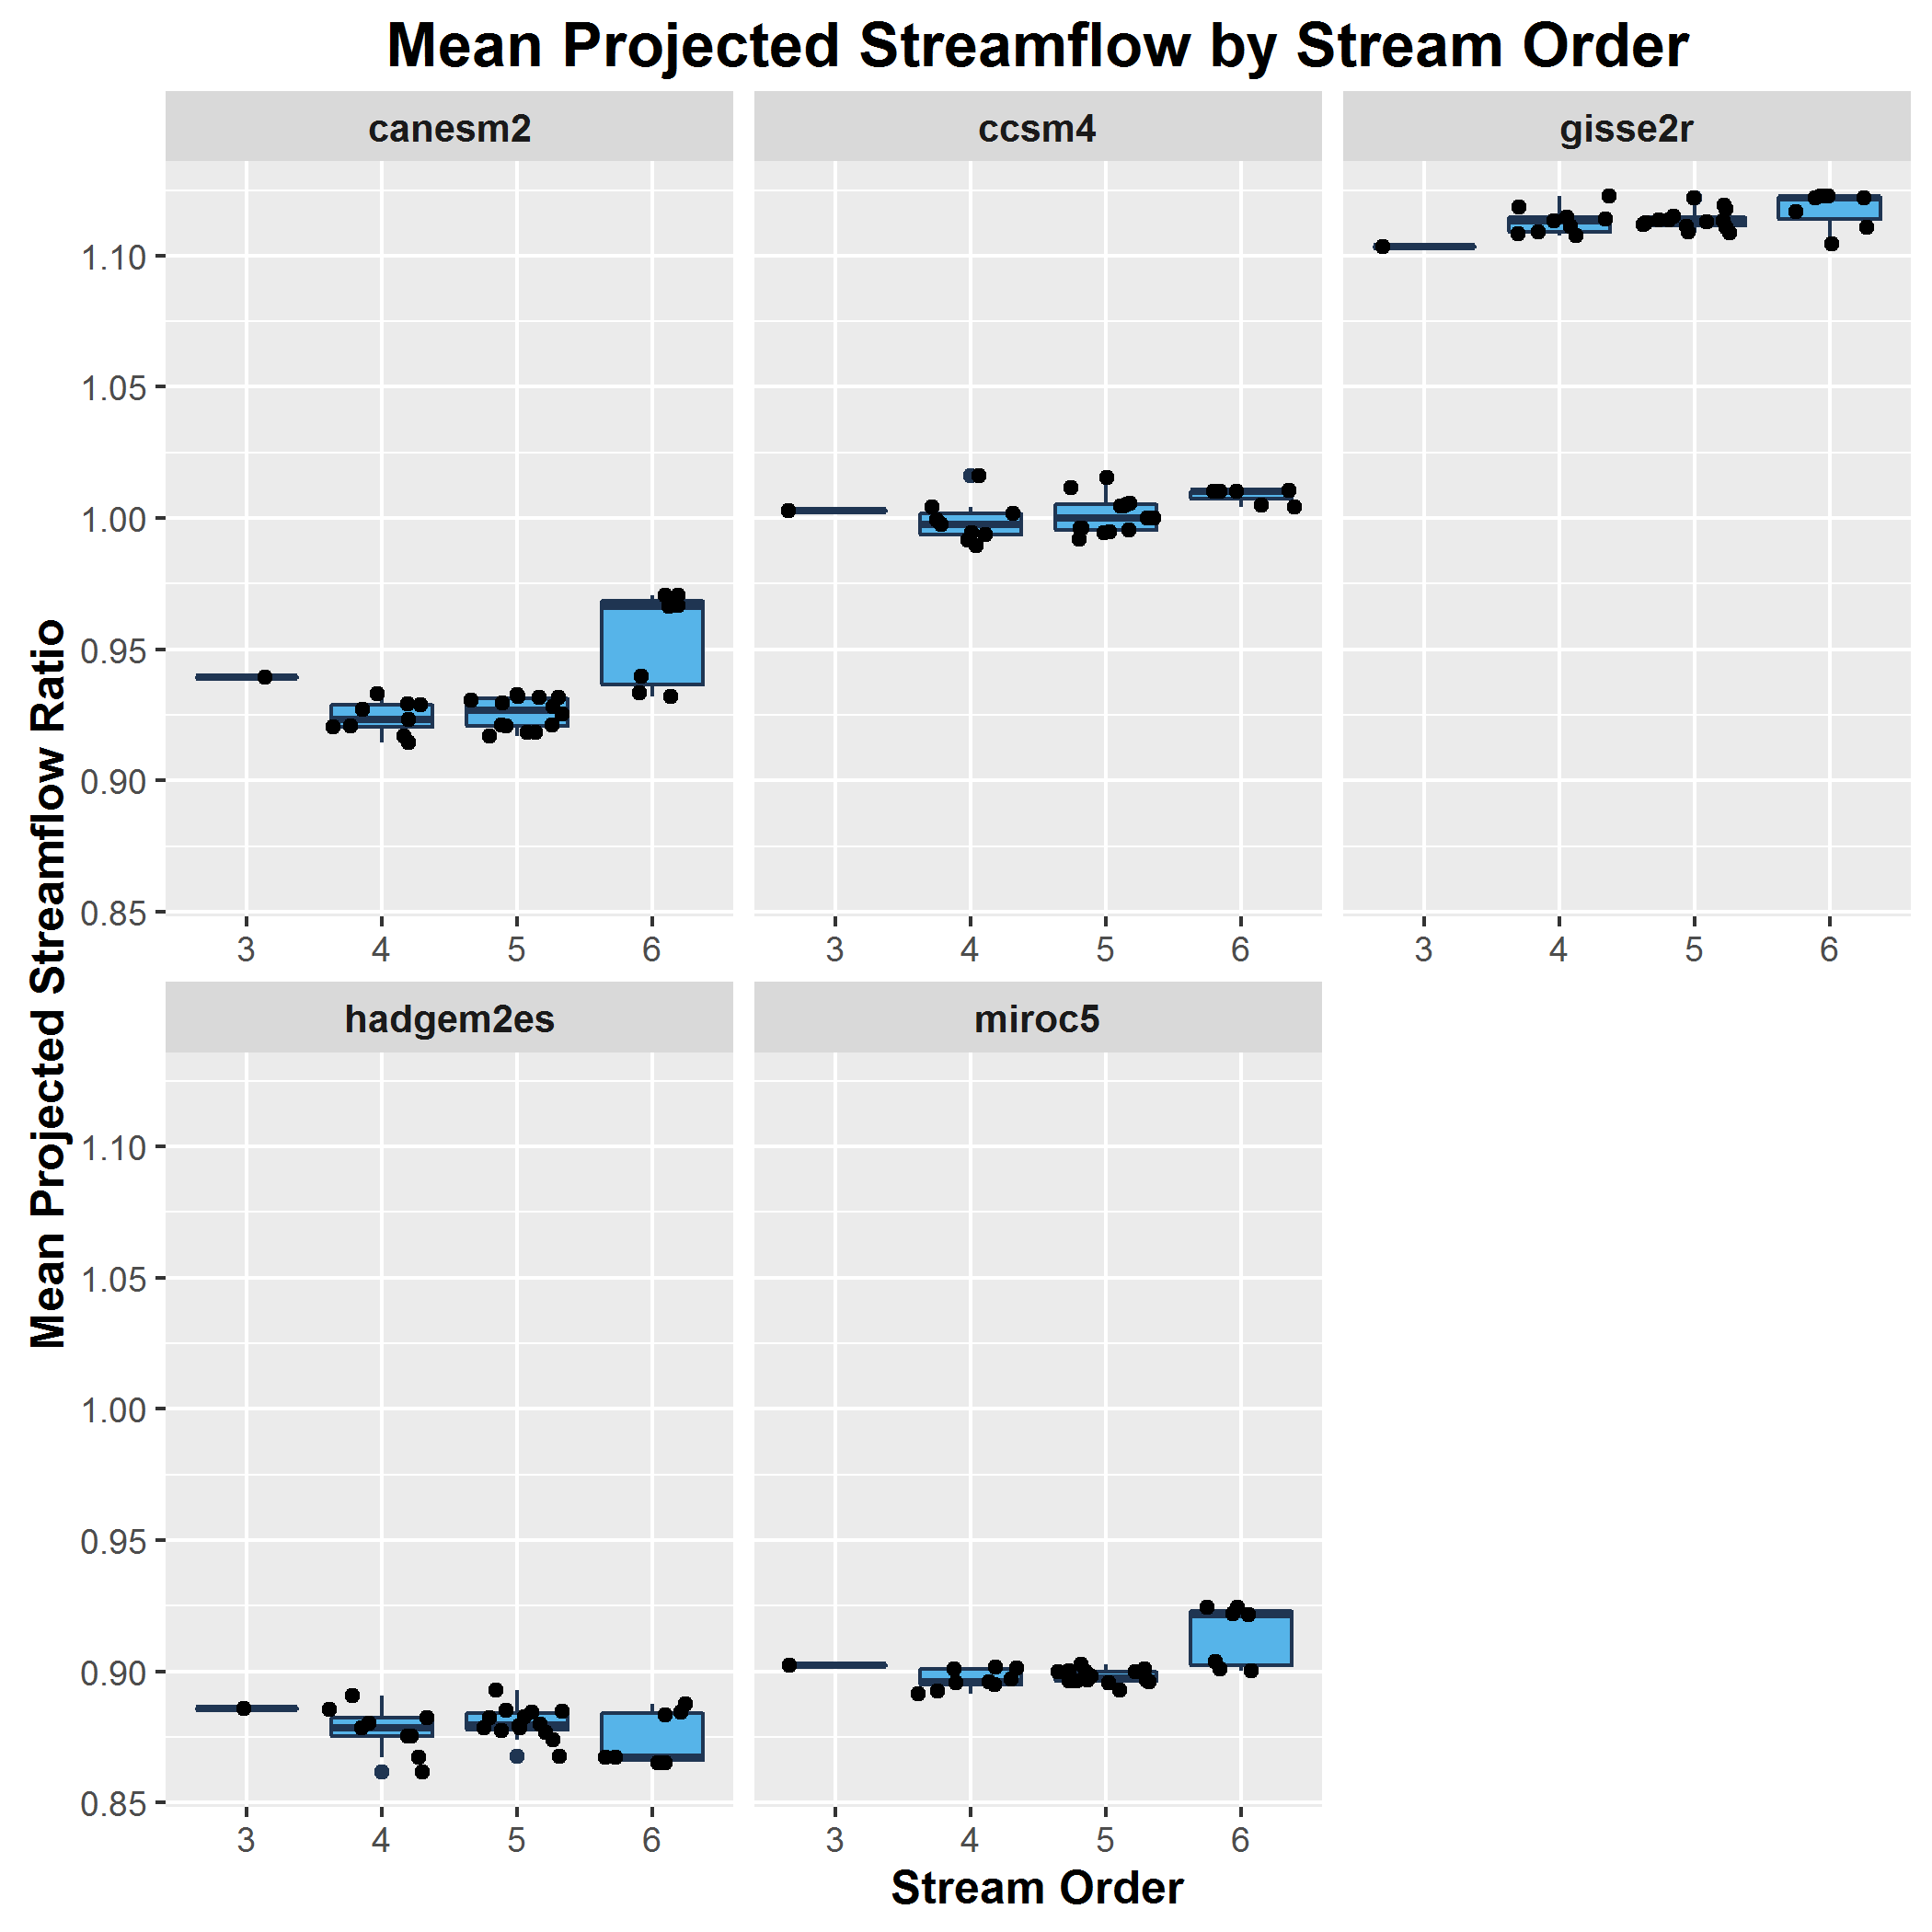 Mean Projected Streamflow by Stream Order
canesm2 ccsm4 gisse2r
1.10
1.05
1.00
0.95
0.90
0.85
3 4 5 6 3 4 5 6 3 4 5 6
Mean Projected Streamflow Ratio
hadgem2es miroc5
1.10
1.05
1.00
0.95
0.90
0.85
3 4 5 6 3 4 5 6
Stream Order